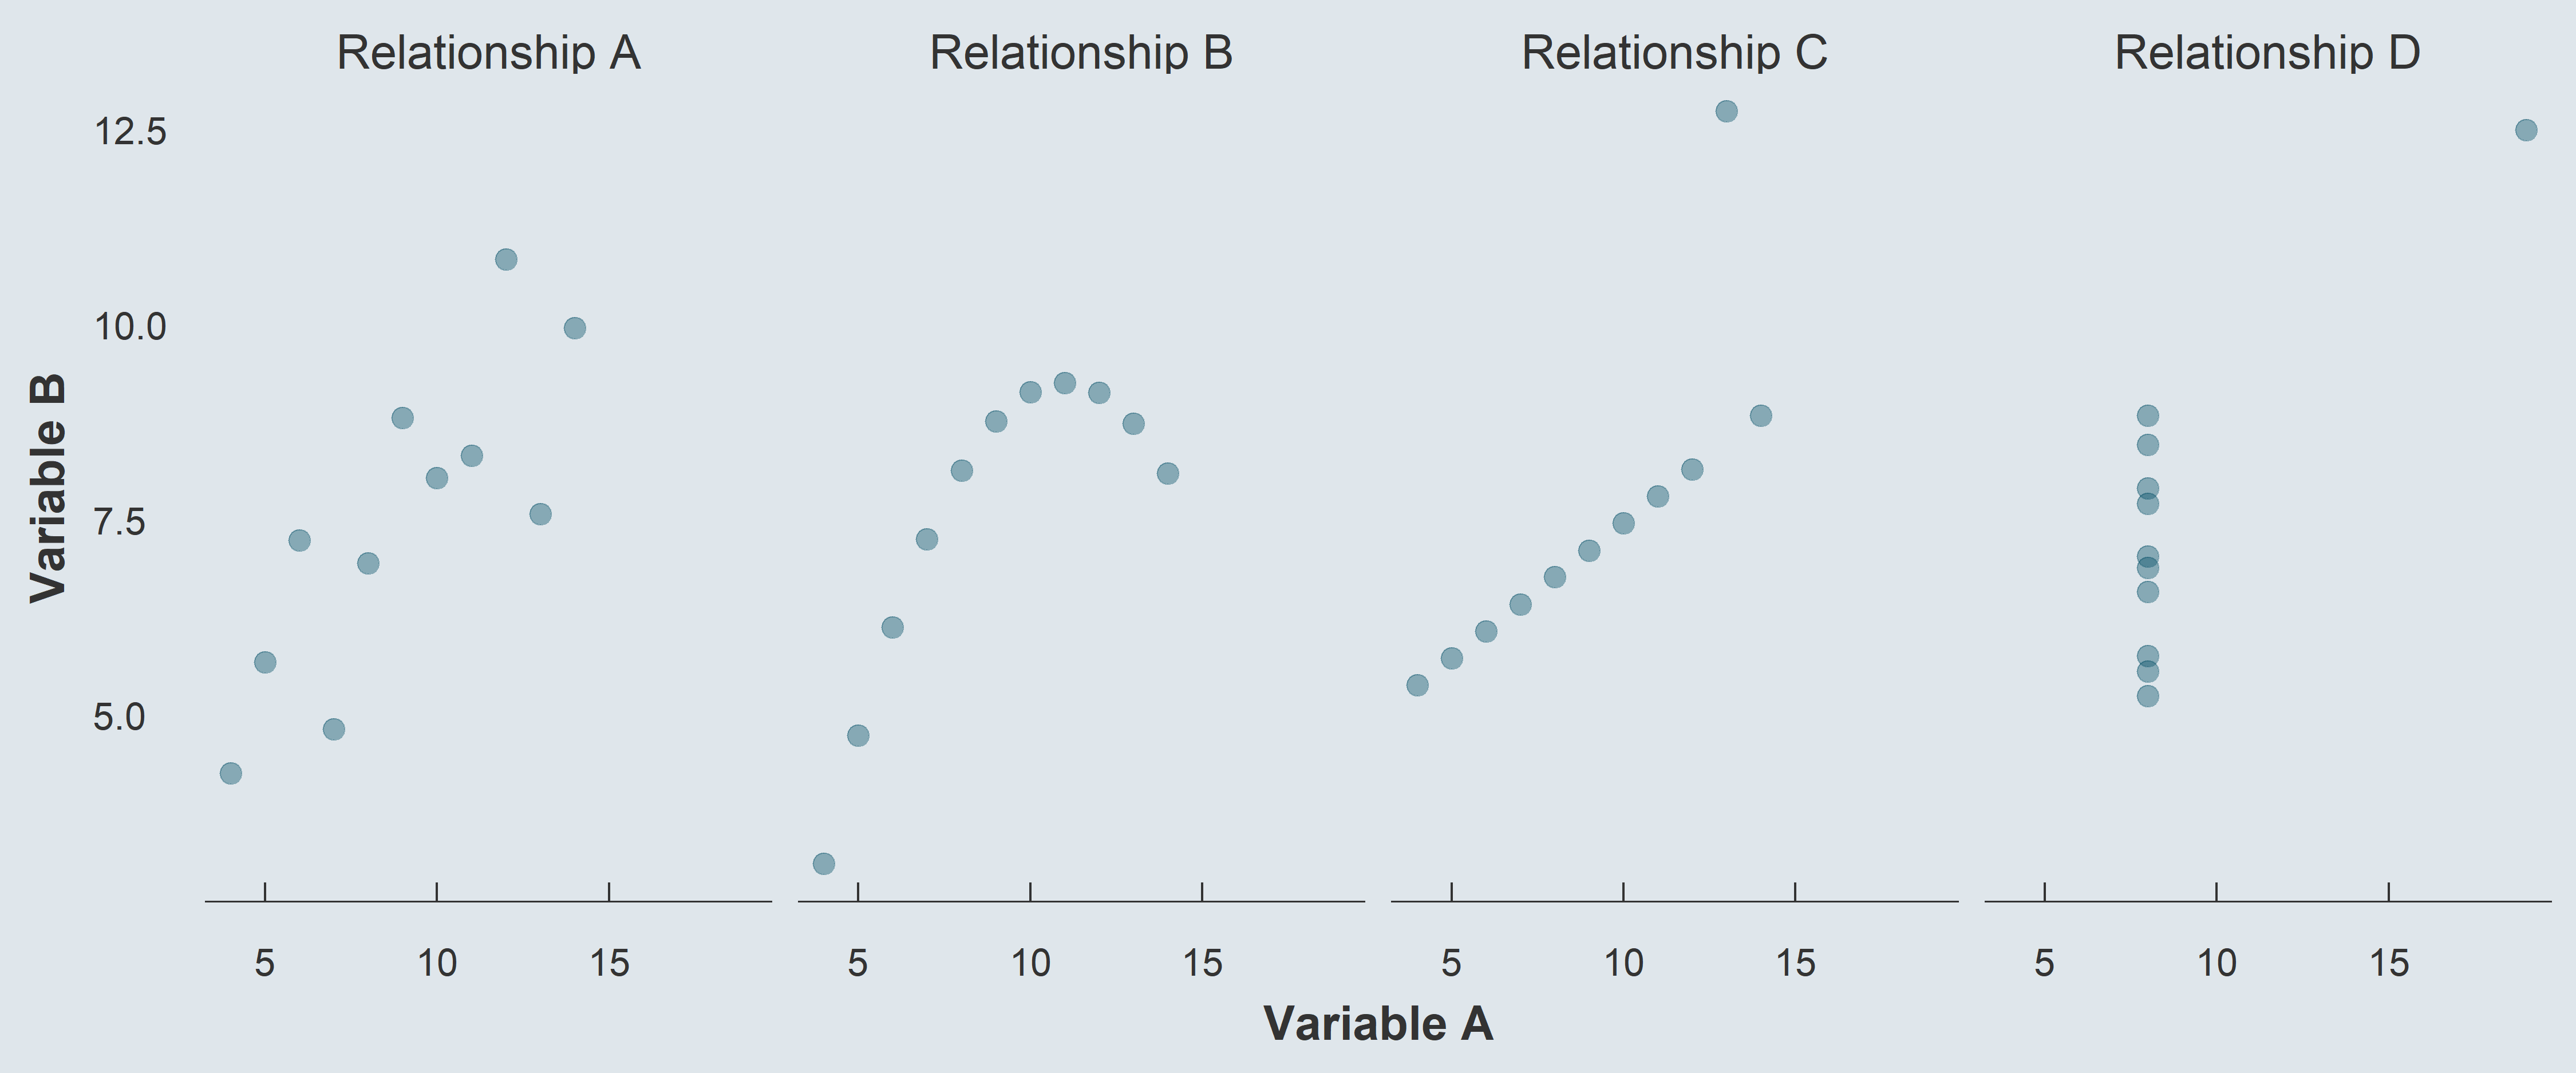 Relationship A
Relationship B
Relationship C
Relationship D
12.5
10.0
7.5
5.0
Variable B
5 10 15
5 10 15
5 10 15
5 10 15
Variable A